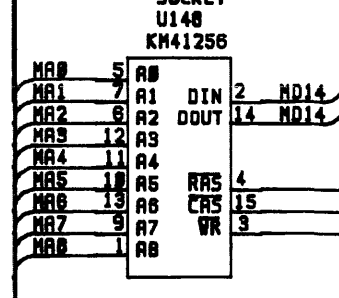 SOCKET
U148
KM41256
MA0 5 A0
MA1 7 A1 DIN 2 MD14
MA2 6 A2 DOUT 14 MD14
MA3 12 A3
MA4 11 A4
MA5 10 A5 RAS 4
MA6 13 A6 CAS 15
MA7 9 A7 WR 3
MA8 1 A8